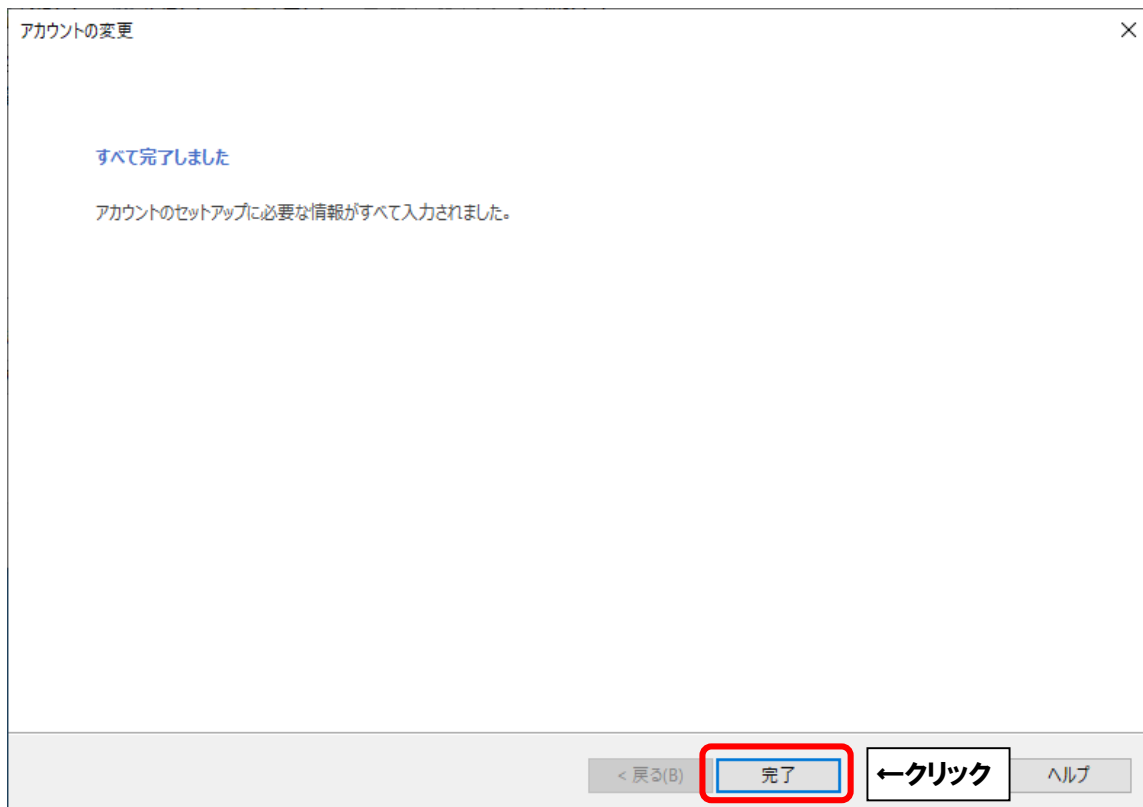 アカウントの変更
すべて完了しました
アカウントのセットアップに必要な情報がすべて入力されました。
< 戻る(B)
完了
←クリック
ヘルプ